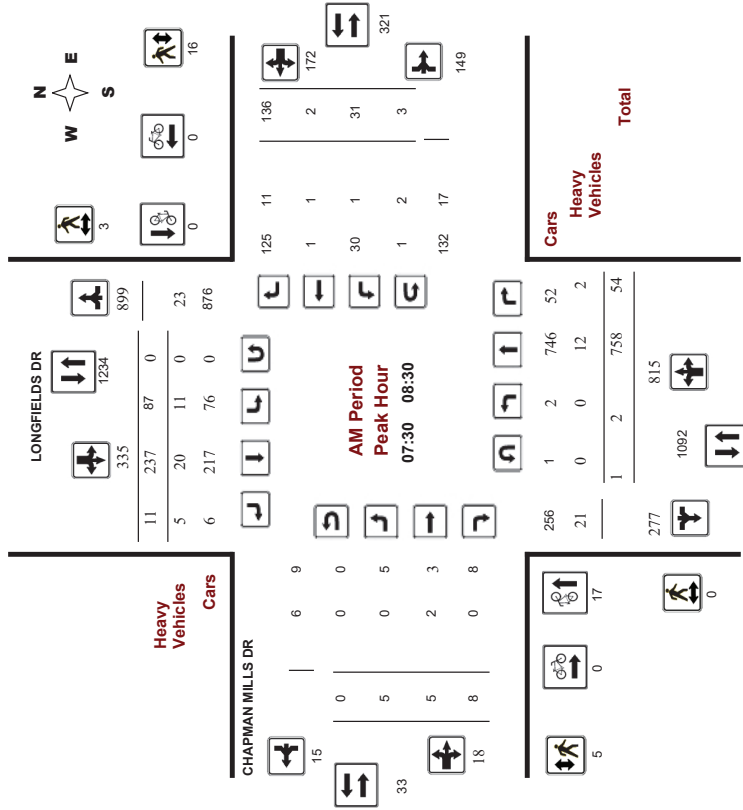 LONGFIELDS DR
1234
335
899
11 237 87 0
5 20 11 0 23
6 217 76 0 876
Heavy
Vehicles
Cars
N
W E
S
3
16
0
0
CHAPMAN MILLS DR
15
6 9
0 0 0
5 0 5
5 2 3
8 0 8
33
18
AM Period
Peak Hour
07:30 08:30
172
321
149
125 11 136
1 1 2
30 1 31
1 2 3
132 17
Cars
Heavy
Vehicles
Total
256 1 2 746 52
21 0 0 12 2
1 2 758 54
277
815
1092
5
0
17
0